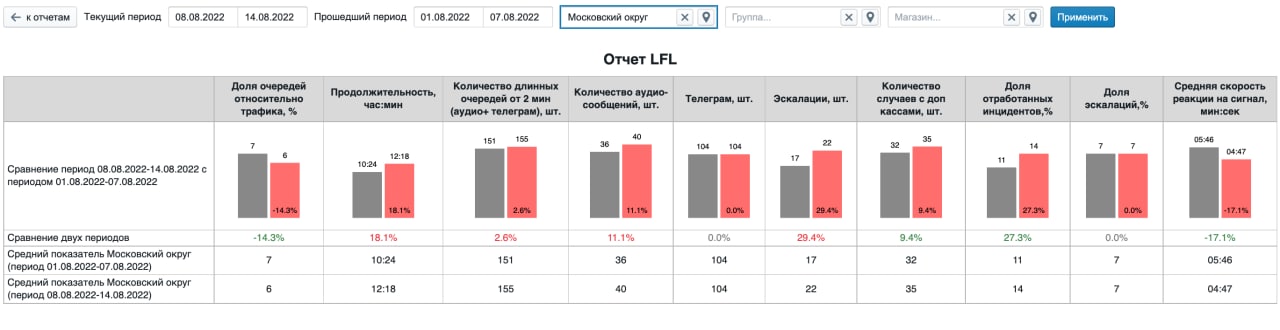 ← к отчетам Текущий период 08.08.2022 14.08.2022 Прошедший период 01.08.2022 07.08.2022 Московский округ Группа... Магазин... Применить
Отчет LFL
Доля очередей относительно трафика, %
Продолжительность, час:мин
Количество длинных очередей от 2 мин (аудио+ телеграм), шт.
Количество аудио-сообщений, шт.
Телеграм, шт.
Эскалации, шт.
Количество случаев с доп кассами, шт.
Доля отработанных инцидентов,%
Доля эскалаций,%
Средняя скорость реакции на сигнал, мин:сек
Сравнение период 08.08.2022-14.08.2022 с
периодом 01.08.2022-07.08.2022
7 6 -14.3%
10:24 12:18 18.1%
151 155 2.6%
36 40 11.1%
104 104 0.0%
17 22 29.4%
32 35 9.4%
11 14 27.3%
7 7 0.0%
05:46 04:47 -17.1%
Сравнение двух периодов -14.3% 18.1% 2.6% 11.1% 0.0% 29.4% 9.4% 27.3% 0.0% -17.1%
Средний показатель Московский округ
(период 01.08.2022-07.08.2022) 7 10:24 151 36 104 17 32 11 7 05:46
Средний показатель Московский округ
(период 08.08.2022-14.08.2022) 6 12:18 155 40 104 22 35 14 7 04:47